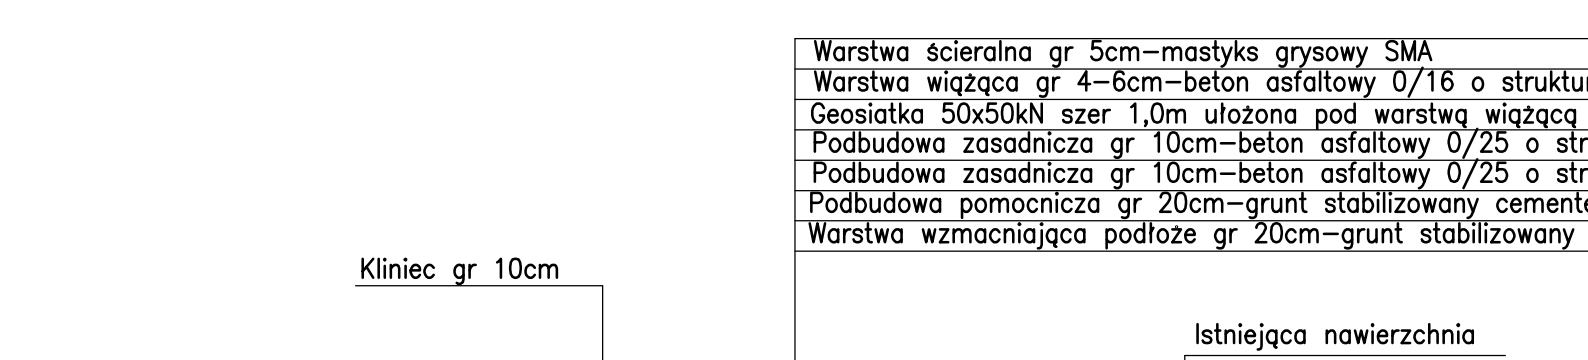 Warstwa ścieralna gr 5cm-mastyks grysowy SMA
Warstwa wiążąca gr 4-6cm-beton asfaltowy 0/16 o struktur
Geosiatka 50x50kN szer 1,0m ułożona pod warstwą wiążącą
Podbudowa zasadnicza gr 10cm-beton asfaltowy 0/25 o str
Podbudowa zasadnicza gr 10cm-beton asfaltowy 0/25 o str
Podbudowa pomocnicza gr 20cm-grunt stabilizowany cemente
Warstwa wzmacniająca podłoże gr 20cm-grunt stabilizowany
Kliniec gr 10cm
Istniejąca nawierzchnia